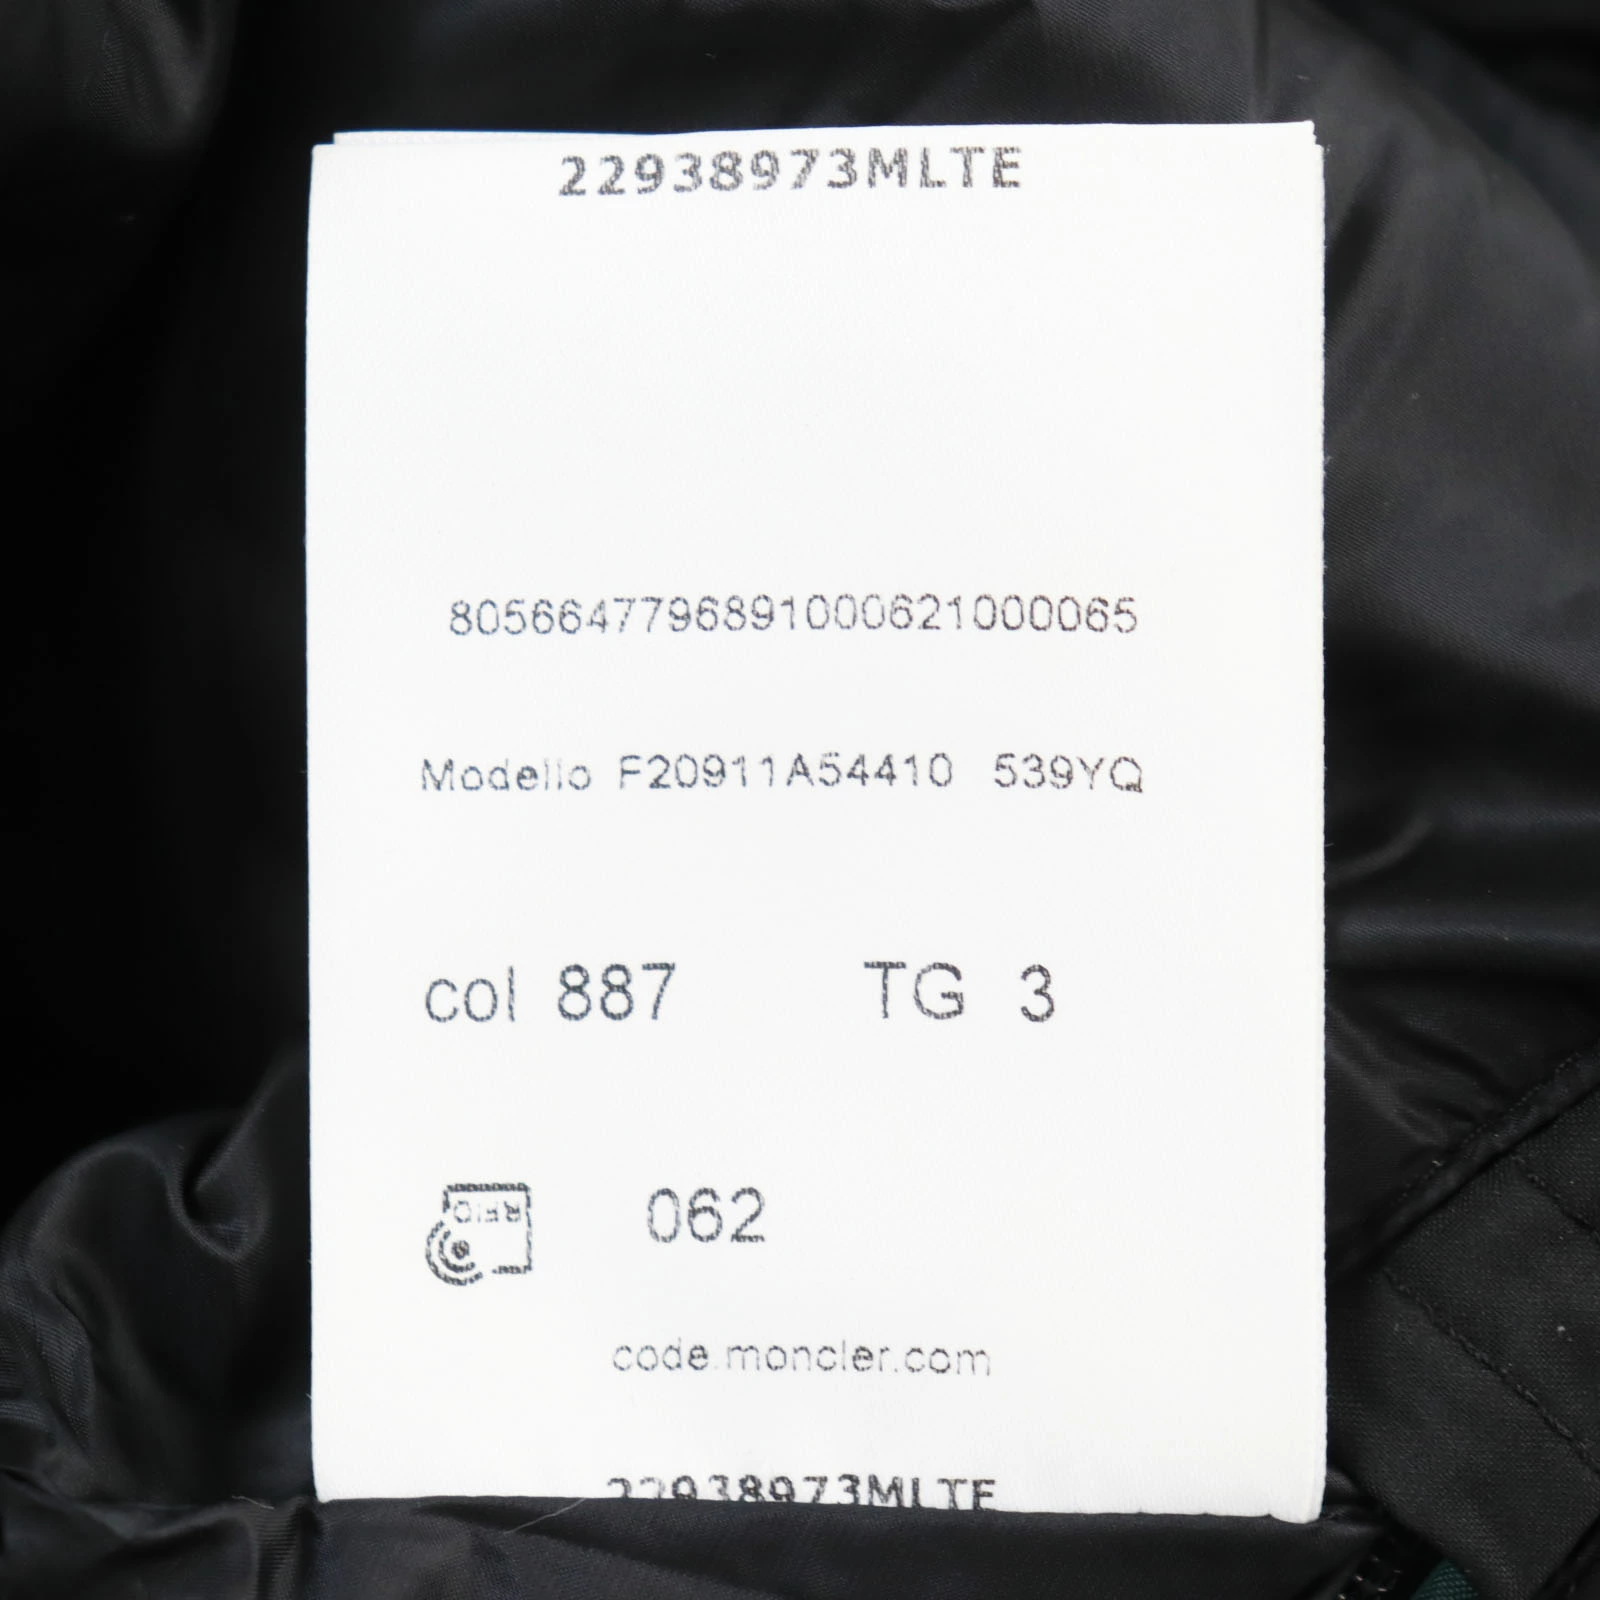 22938973MLTE
8056647796891000621000065
Modello F20911A54410 539YQ
col 887 TG 3
RFID
062
code.moncler.com
22938973MLTE